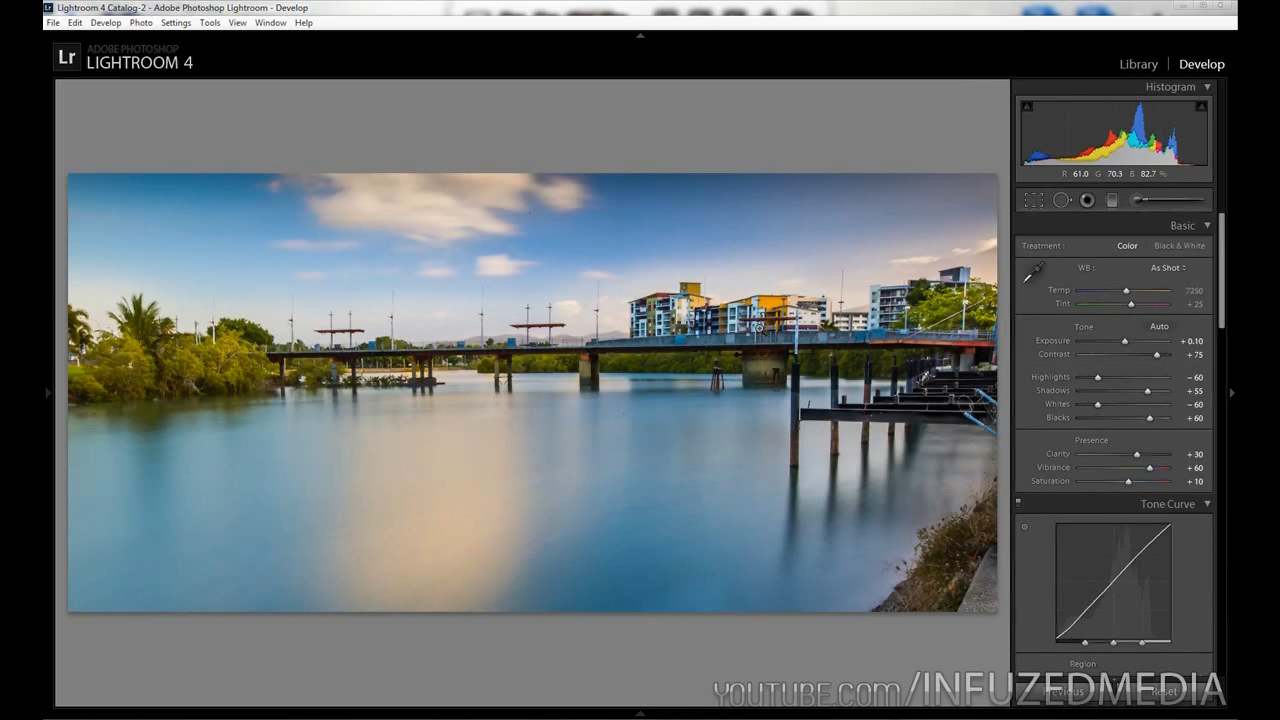 Lightroom 4 Catalog-2 - Adobe Photoshop Lightroom - Develop
File Edit Develop Photo Settings Tools View Window Help
Lr
ADOBE PHOTOSHOP
LIGHTROOM 4
Library | Develop
Histogram
R 61.0 G 70.3 B 82.7 %
Basic
Treatment : Color Black & White
WB : As Shot
Temp 7250
Tint + 25
Tone Auto
Exposure + 0.10
Contrast + 75
Highlights − 60
Shadows + 55
Whites − 60
Blacks + 60
Presence
Clarity + 30
Vibrance + 60
Saturation + 10
Tone Curve
Region
Previous Reset
YOUTUBE.COM/INFUZEDMEDIA